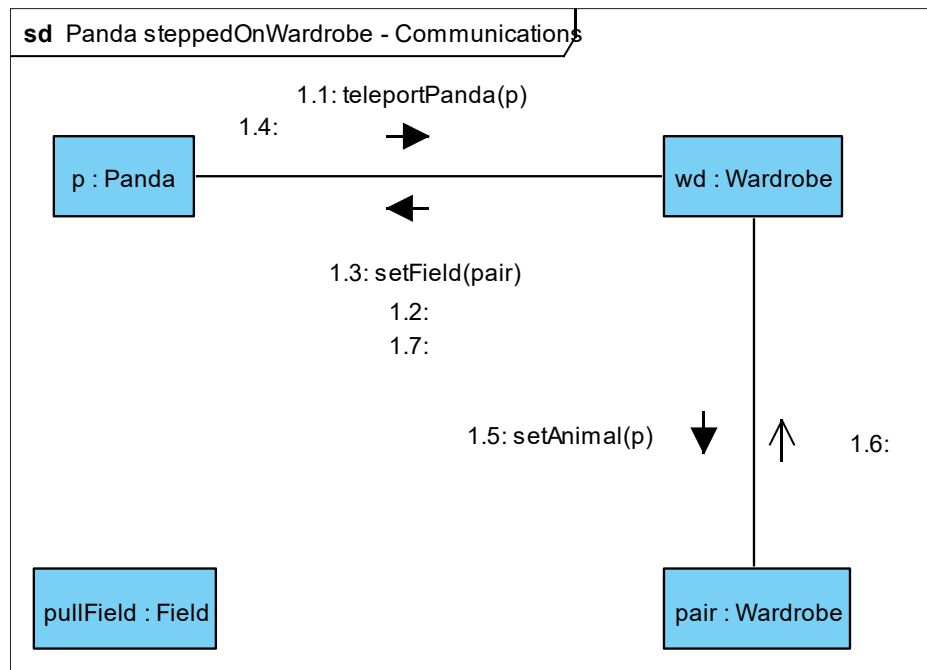 sd Panda steppedOnWardrobe - Communications
1.1: teleportPanda(p)
1.4:
p : Panda
wd : Wardrobe
1.3: setField(pair)
1.2:
1.7:
1.5: setAnimal(p)
1.6:
pullField : Field
pair : Wardrobe